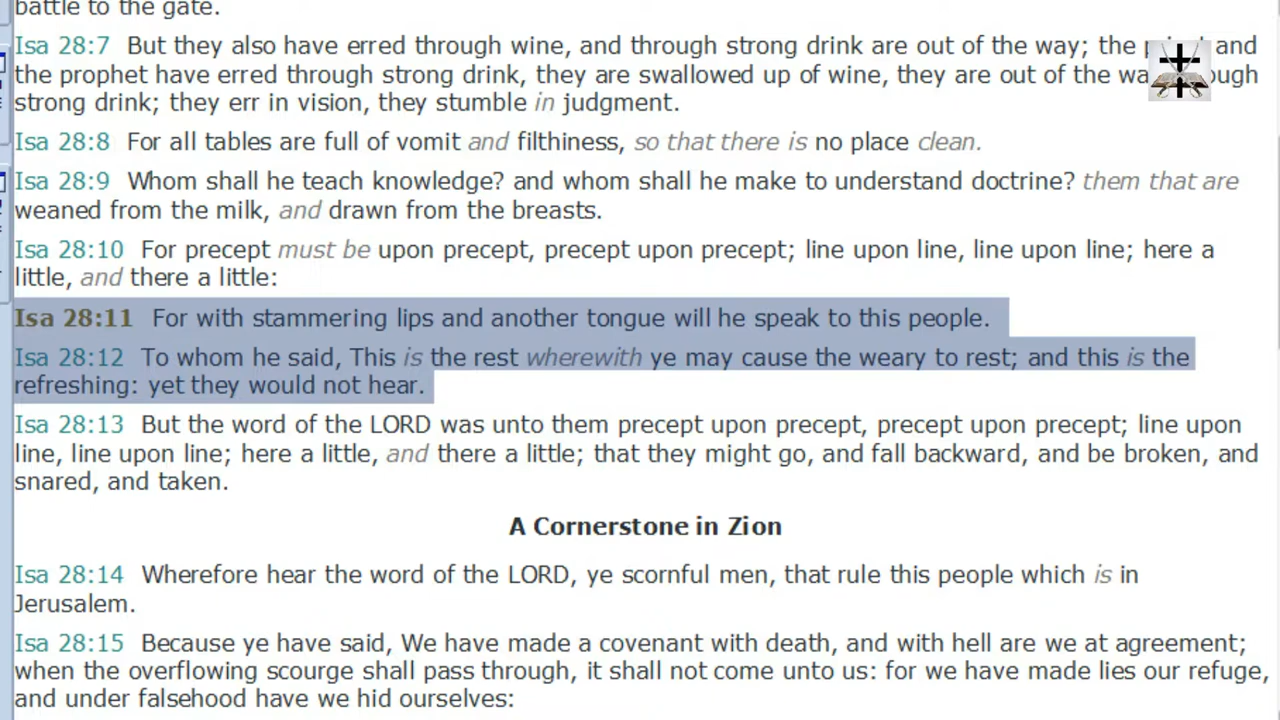 battle to the gate.
Isa 28:7 But they also have erred through wine, and through strong drink are out of the way; the and
the prophet have erred through strong drink, they are swallowed up of wine, they are out of the
strong drink; they err in vision, they stumble in judgment.
Isa 28:8 For all tables are full of vomit and filthiness, so that there is no place clean.
Isa 28:9 Whom shall he teach knowledge? and whom shall he make to understand doctrine? them that are
weaned from the milk, and drawn from the breasts.
Isa 28:10 For precept must be upon precept, precept upon precept; line upon line, line upon line; here a
little, and there a little:
Isa 28:11 For with stammering lips and another tongue will he speak to this people.
Isa 28:12 To whom he said, This is the rest wherewith ye may cause the weary to rest; and this is the
refreshing: yet they would not hear.
Isa 28:13 But the word of the LORD was unto them precept upon precept, precept upon precept; line upon
line, line upon line; here a little, and there a little; that they might go, and fall backward, and be broken, and
snared, and taken.
A Cornerstone in Zion
Isa 28:14 Wherefore hear the word of the LORD, ye scornful men, that rule this people which is in
Jerusalem.
Isa 28:15 Because ye have said, We have made a covenant with death, and with hell are we at agreement;
when the overflowing scourge shall pass through, it shall not come unto us: for we have made lies our refuge,
and under falsehood have we hid ourselves: